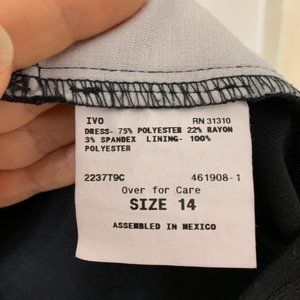 IVO RN 31310
DRESS- 75% POLYESTER 22% RAYON
3% SPANDEX LINING- 100%
POLYESTER
2237T9C 461908-1
Over for Care
SIZE 14
ASSEMBLED IN MEXICO